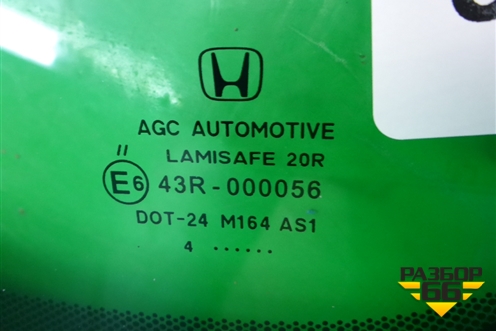 AGC AUTOMOTIVE
LAMISAFE 20R
II
E6 43R-000056
DOT-24 M164 AS1
4 ......
РАЗБОР
66